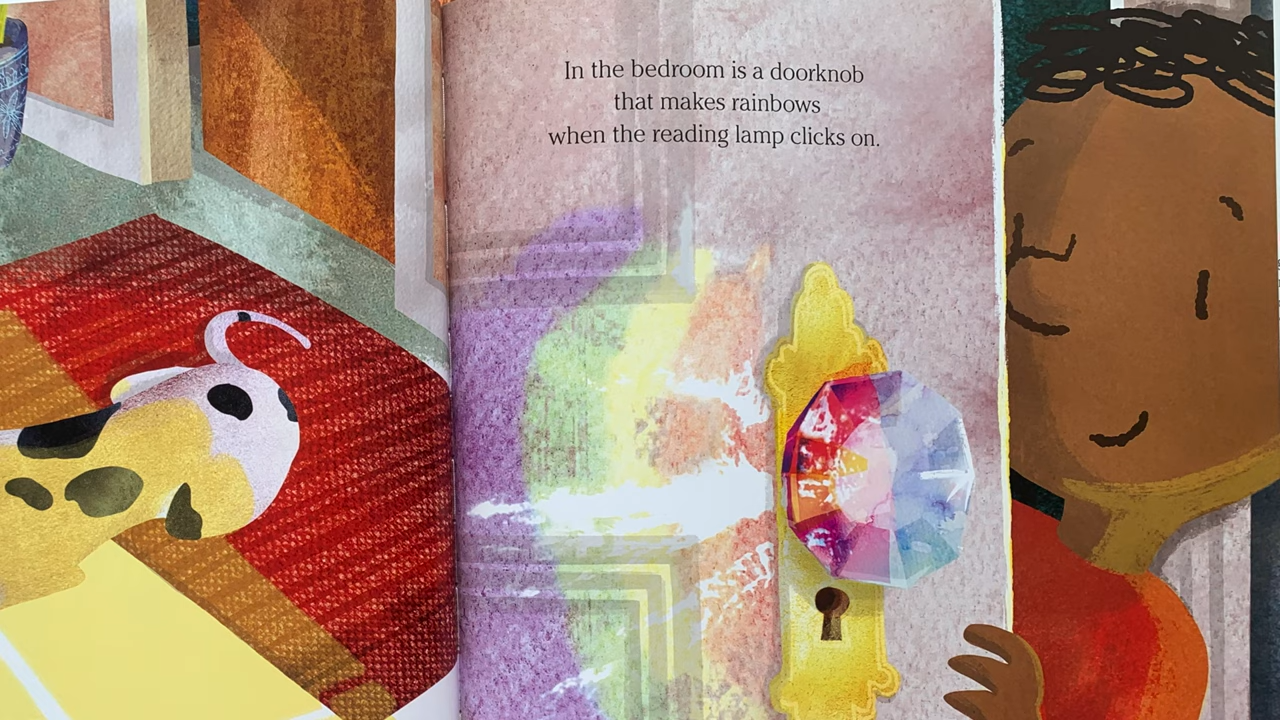 In the bedroom is a doorknob
that makes rainbows
when the reading lamp clicks on.